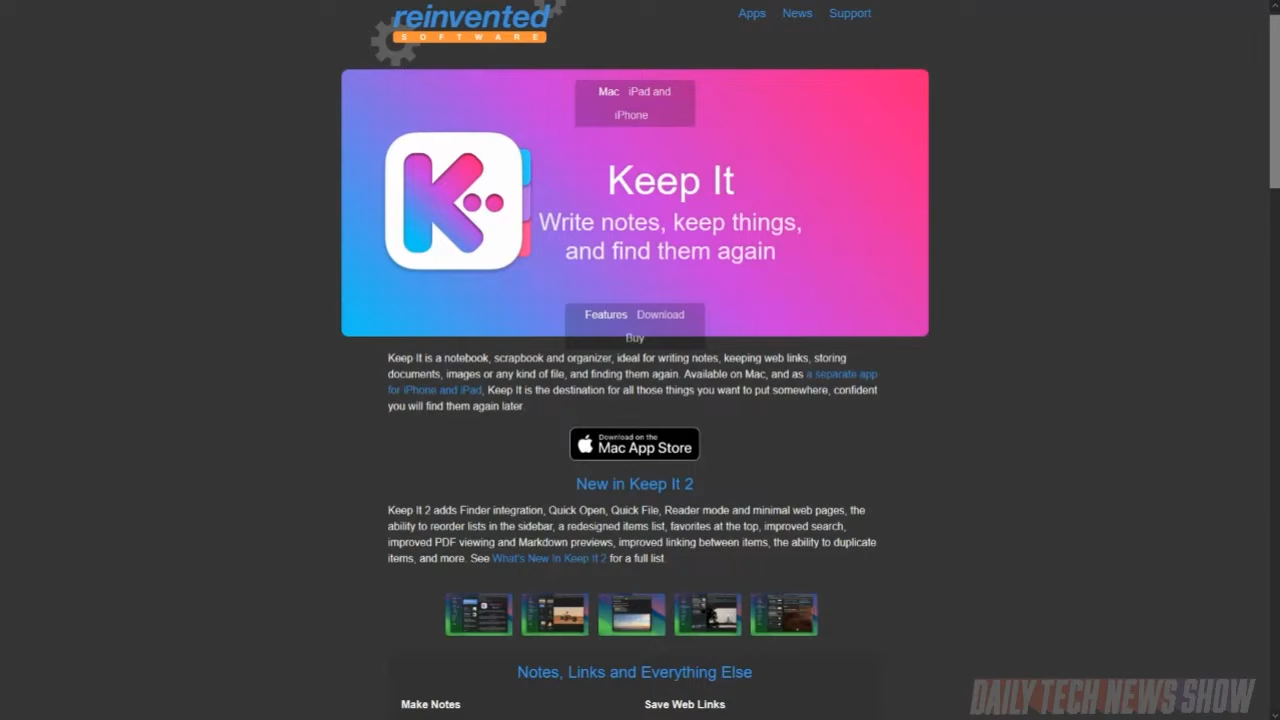 reinvented
SOFTWARE
Apps News Support
Mac iPad and
iPhone
Keep It
Write notes, keep things,
and find them again
Features Download
Buy
Keep It is a notebook, scrapbook and organizer, ideal for writing notes, keeping web links, storing
documents, images or any kind of file, and finding them again. Available on Mac, and as a separate app
for iPhone and iPad, Keep It is the destination for all those things you want to put somewhere, confident
you will find them again later.
Download on the
Mac App Store
New in Keep It 2
Keep It 2 adds Finder integration, Quick Open, Quick File, Reader mode and minimal web pages, the
ability to reorder lists in the sidebar, a redesigned items list, favorites at the top, improved search,
improved PDF viewing and Markdown previews, improved linking between items, the ability to duplicate
items, and more. See What's New In Keep It 2 for a full list.
Notes, Links and Everything Else
Make Notes Save Web Links
DAILY TECH NEWS SHOW